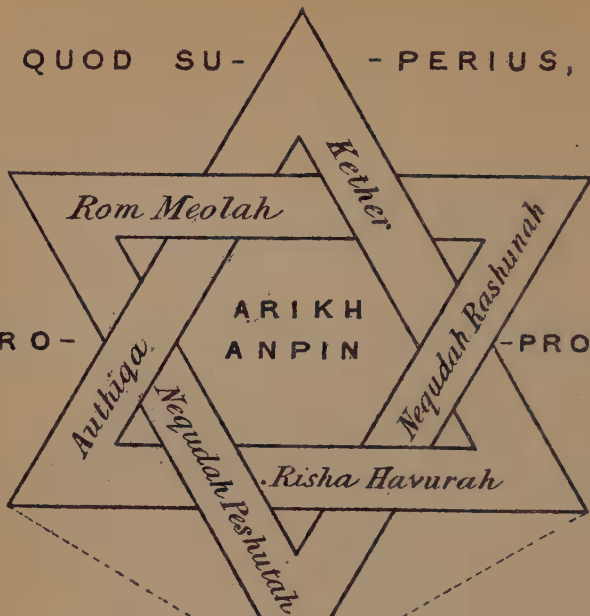 QUOD SU- -PERIUS,
Kether
Rom Meolah
Nequdah Rashunah
ARIKH
ANPIN
RO- -PRO
Authiqa
Nequdah Peshutah
Risha Havurah